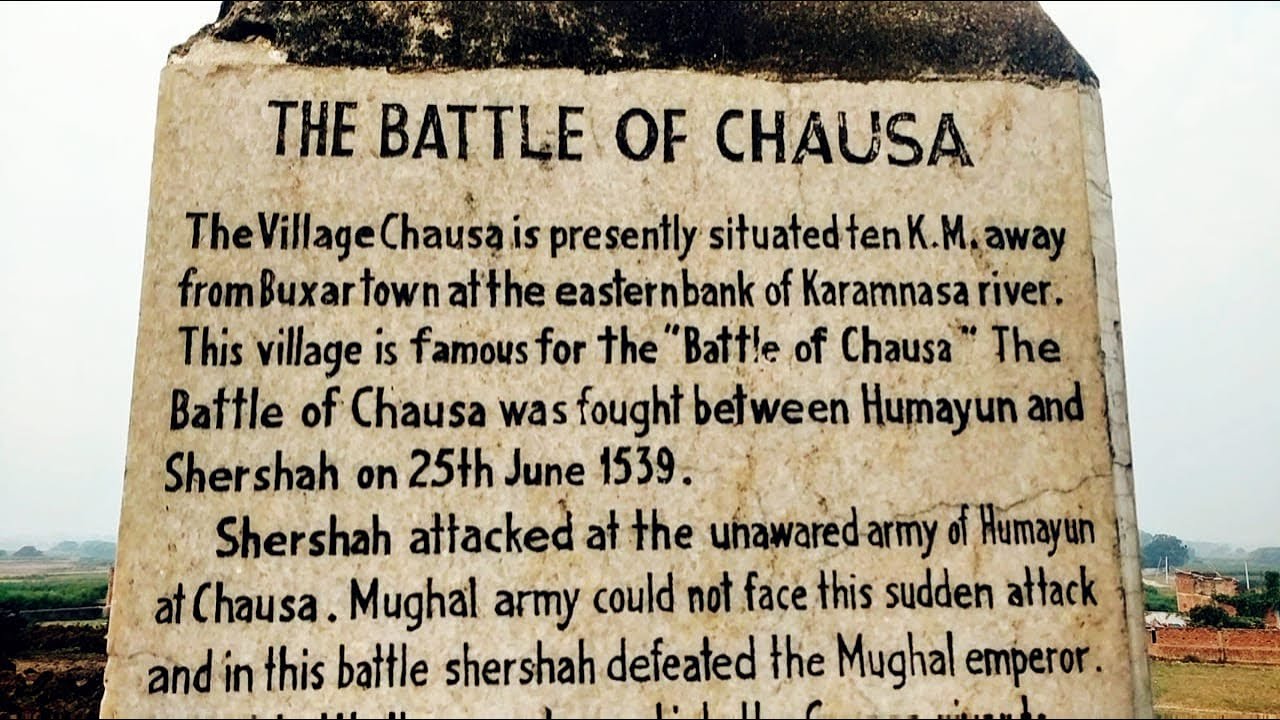 THE BATTLE OF CHAUSA
The Village Chausa is presently situated ten K.M. away
from Buxar town at the eastern bank of Karamnasa river.
This village is famous for the "Battle of Chausa" The
Battle of Chausa was fought between Humayun and
Shershah on 25th June 1539.
Shershah attacked at the unawared army of Humayun
at Chausa. Mughal army could not face this sudden attack
and in this battle shershah defeated the Mughal emperor.